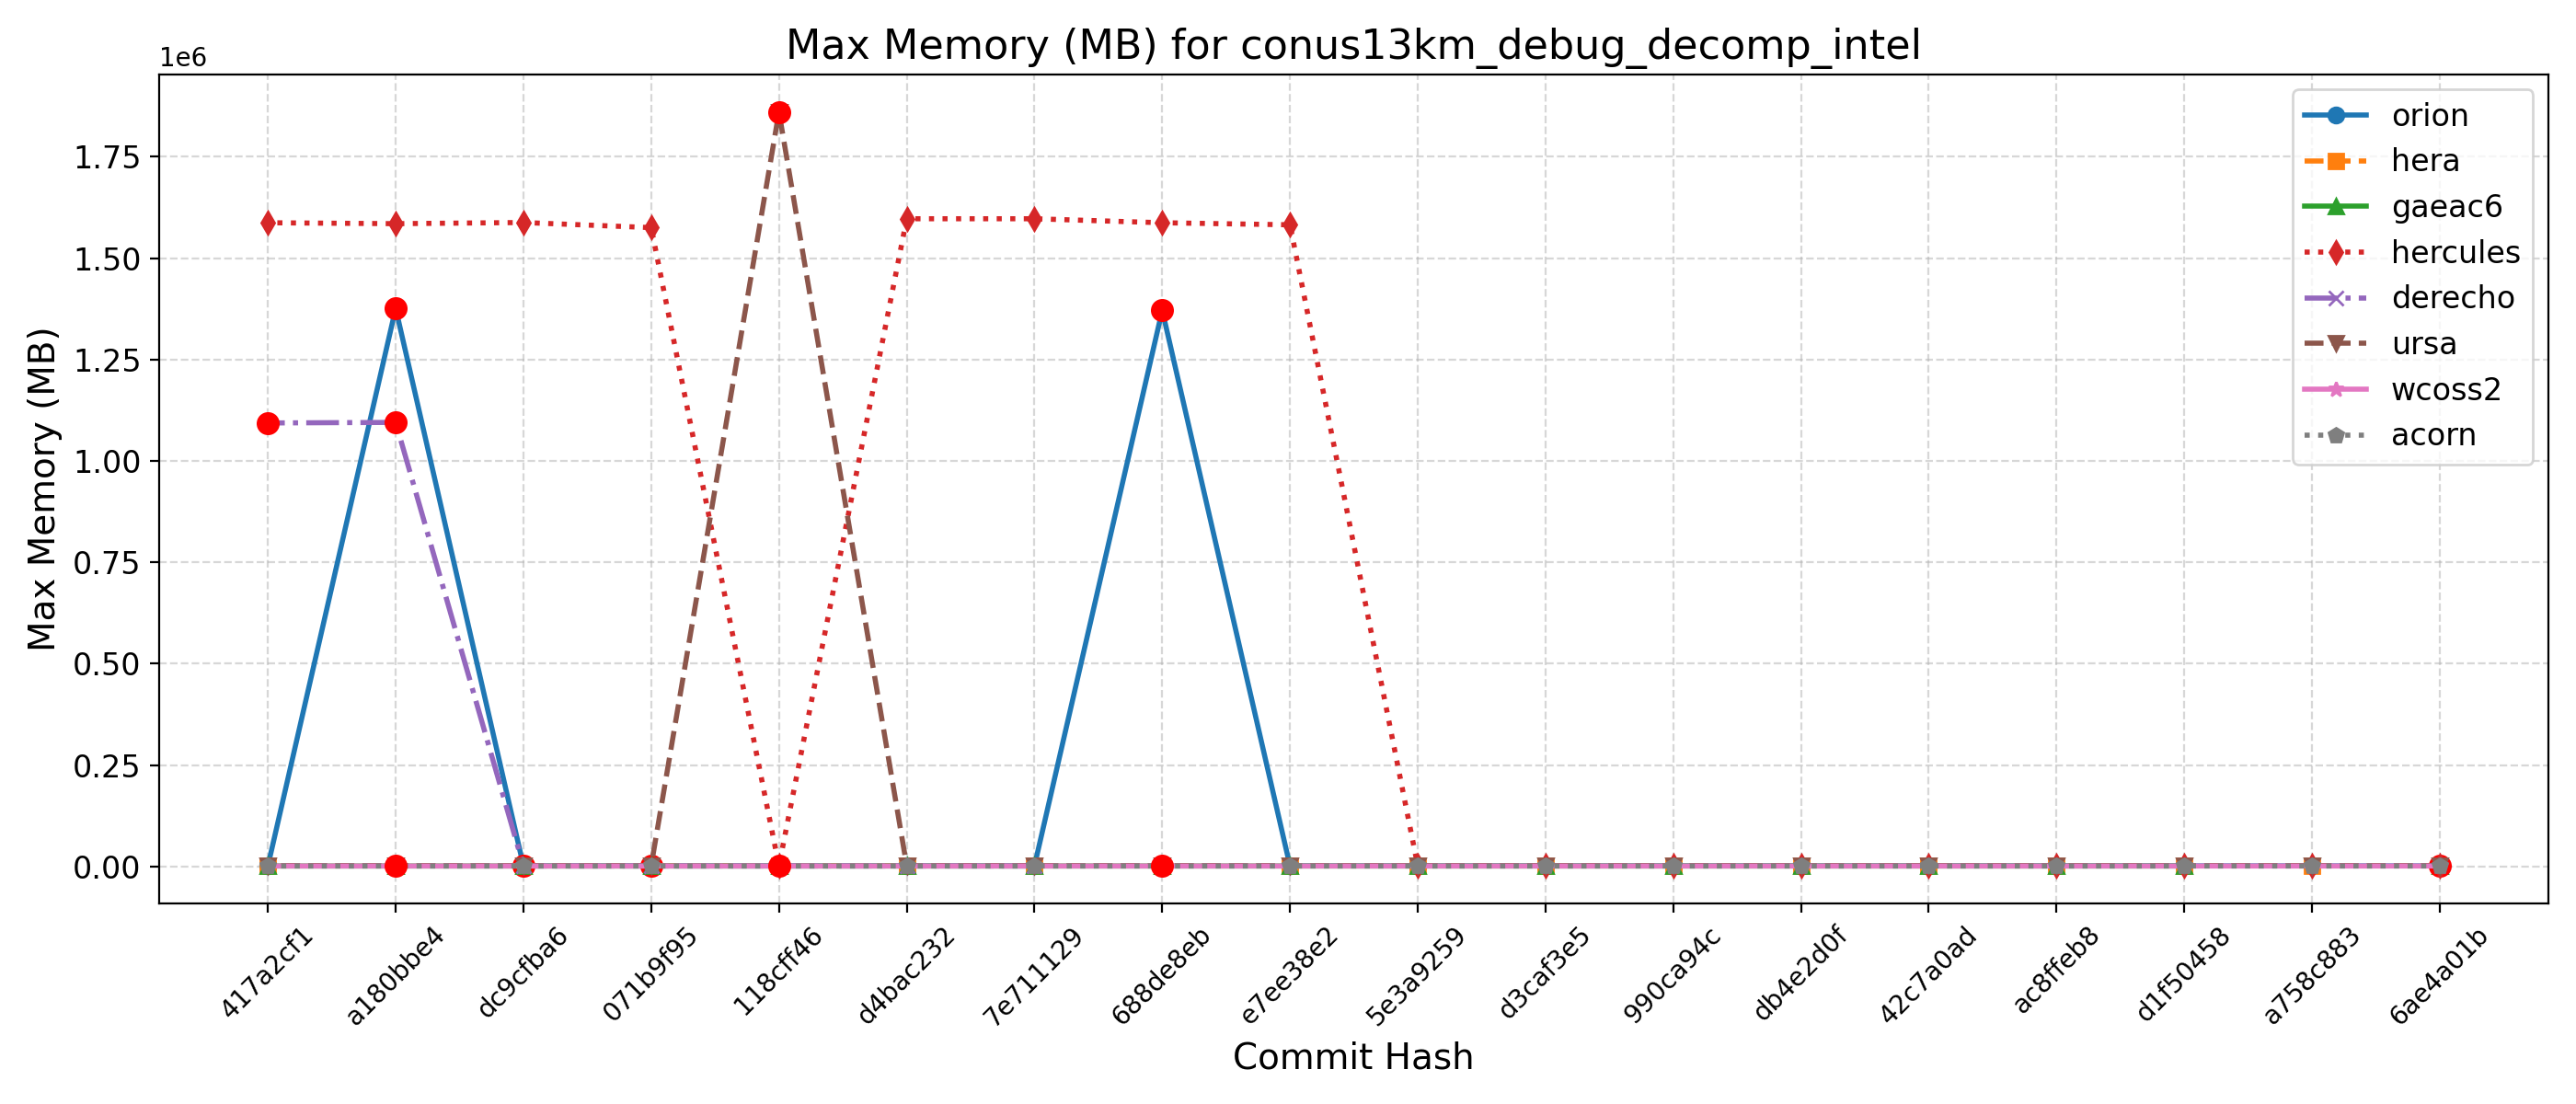 Max Memory (MB) for conus13km_debug_decomp_intel
1e6
1.75
1.50
1.25
1.00
0.75
0.50
0.25
0.00
Max Memory (MB)
orion
hera
gaeac6
hercules
derecho
ursa
wcoss2
acorn
417a2cf1
a180bbe4
dc9cfba6
071b9f95
118cff46
d4bac232
7e711129
688de8eb
e7ee38e2
5e3a9259
d3caf3e5
990ca94c
db4e2d0f
42c7a0ad
ac8ffeb8
d1f50458
a758c883
6ae4a01b
Commit Hash